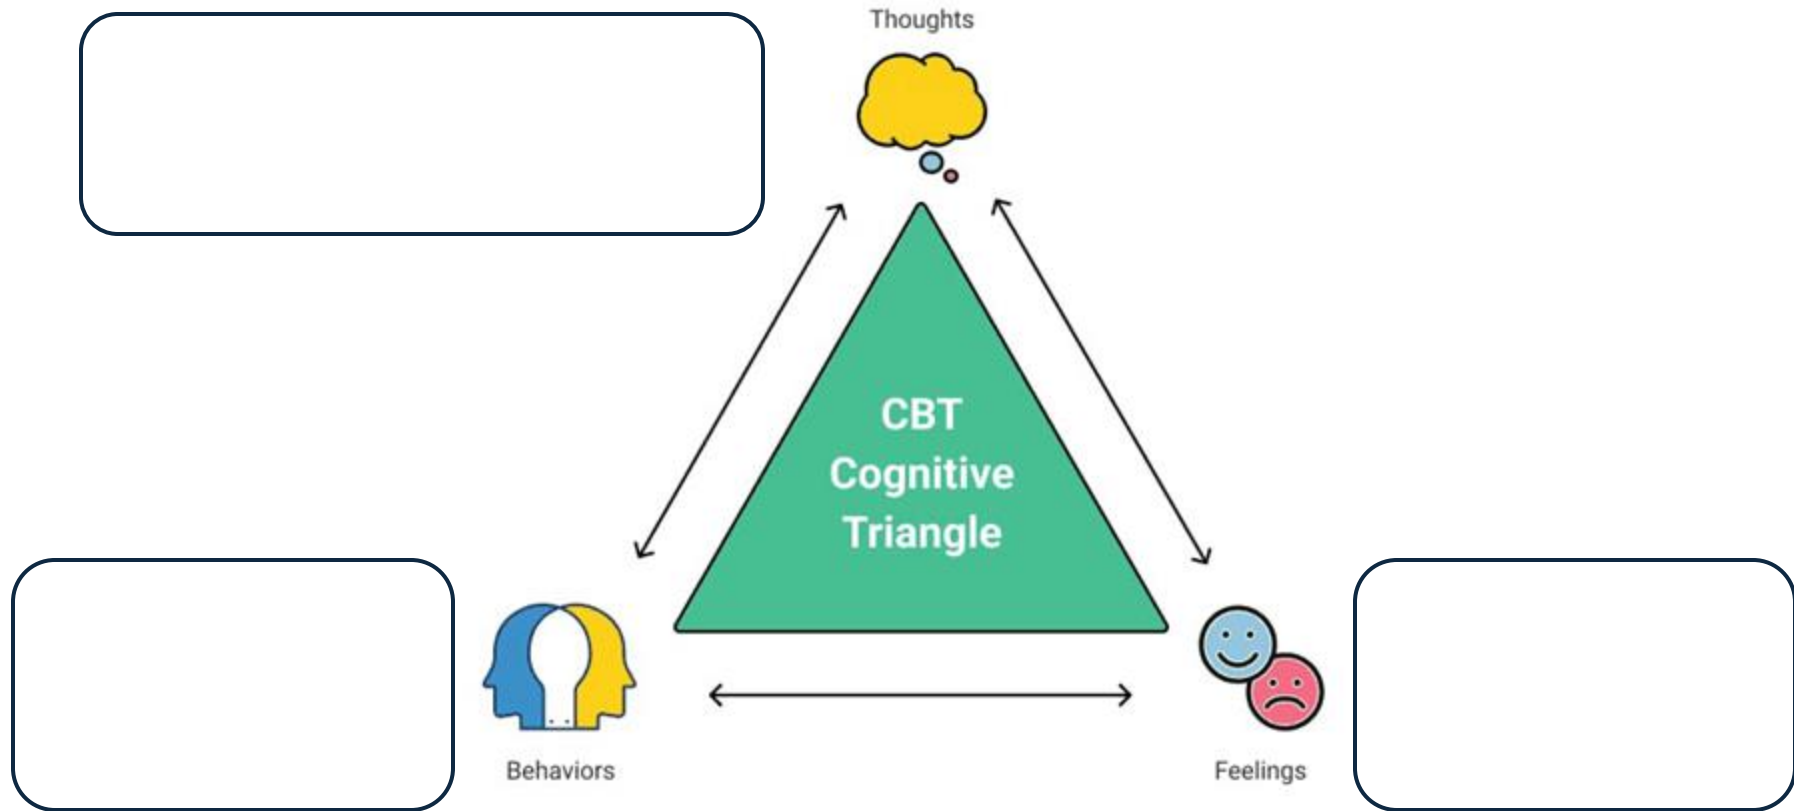 Thoughts
CBT
Cognitive
Triangle
Behaviors
Feelings